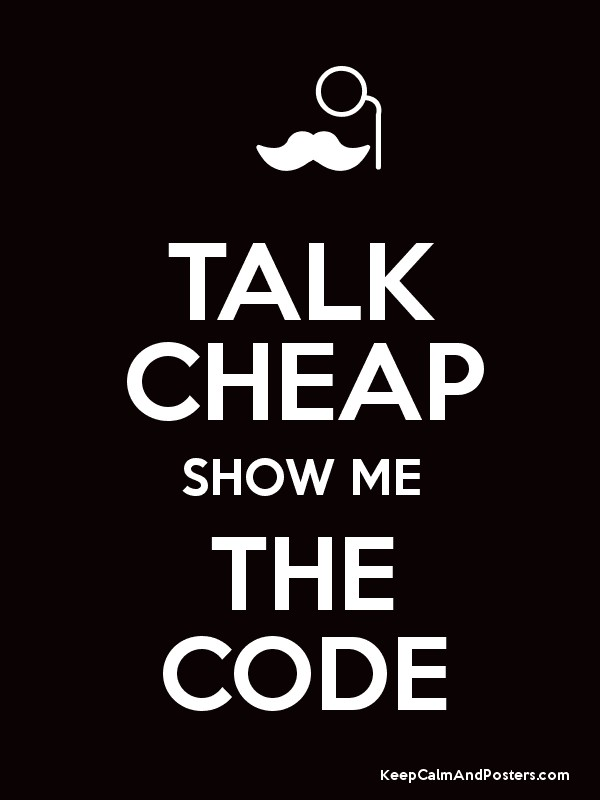 TALK
CHEAP
SHOW ME
THE
CODE
KeepCalmAndPosters.com